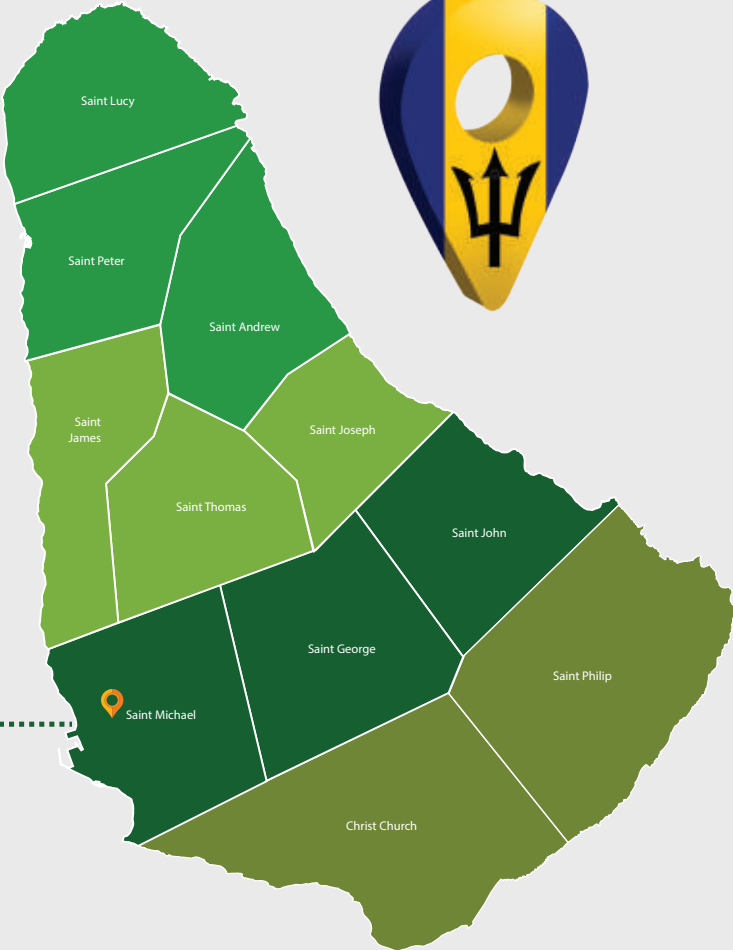 Saint Lucy
Saint Peter
Saint Andrew
Saint
James
Saint Joseph
Saint Thomas
Saint John
Saint George
Saint Philip
Saint Michael
Christ Church